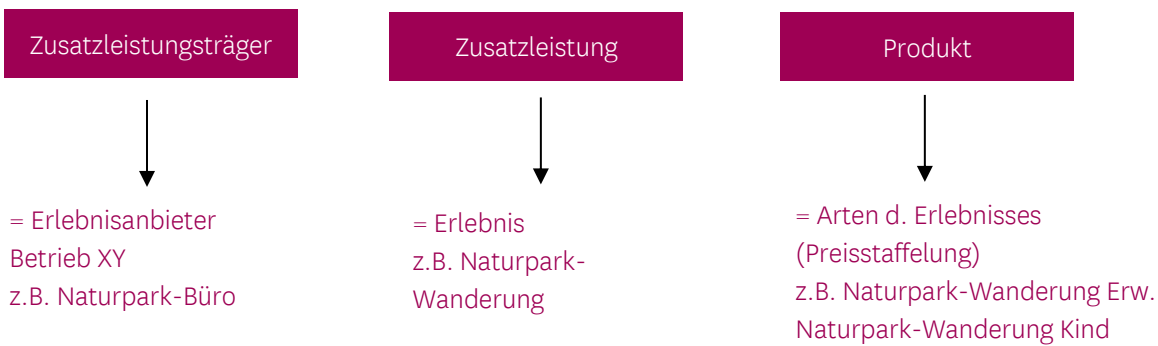 Zusatzleistungsträger
Zusatzleistung
Produkt
= Erlebnisanbieter
Betrieb XY
z.B. Naturpark-Büro
= Erlebnis
z.B. Naturpark-
Wanderung
= Arten d. Erlebnisses
(Preisstaffelung)
z.B. Naturpark-Wanderung Erw.
Naturpark-Wanderung Kind